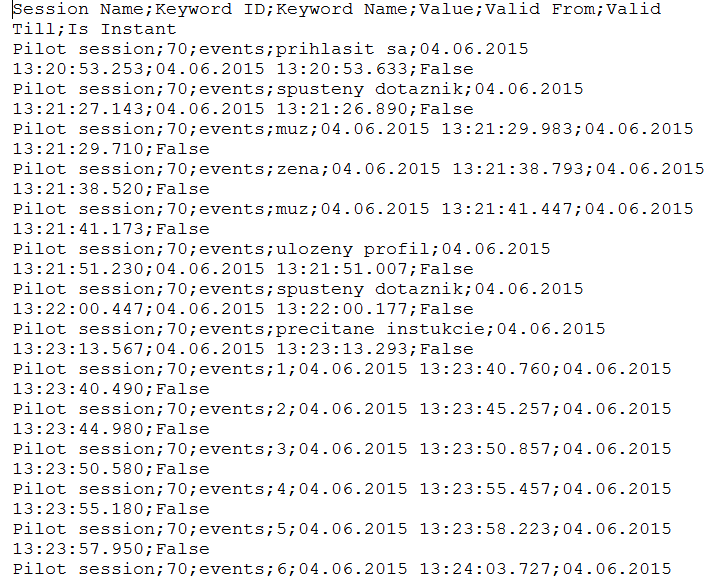 Session Name;Keyword ID;Keyword Name;Value;Valid From;Valid
Till;Is Instant
Pilot session;70;events;prihlasit sa;04.06.2015
13:20:53.253;04.06.2015 13:20:53.633;False
Pilot session;70;events;spusteny dotaznik;04.06.2015
13:21:27.143;04.06.2015 13:21:26.890;False
Pilot session;70;events;muz;04.06.2015 13:21:29.983;04.06.2015
13:21:29.710;False
Pilot session;70;events;zena;04.06.2015 13:21:38.793;04.06.2015
13:21:38.520;False
Pilot session;70;events;muz;04.06.2015 13:21:41.447;04.06.2015
13:21:41.173;False
Pilot session;70;events;ulozeny profil;04.06.2015
13:21:51.230;04.06.2015 13:21:51.007;False
Pilot session;70;events;spusteny dotaznik;04.06.2015
13:22:00.447;04.06.2015 13:22:00.177;False
Pilot session;70;events;precitane instukcie;04.06.2015
13:23:13.567;04.06.2015 13:23:13.293;False
Pilot session;70;events;1;04.06.2015 13:23:40.760;04.06.2015
13:23:40.490;False
Pilot session;70;events;2;04.06.2015 13:23:45.257;04.06.2015
13:23:44.980;False
Pilot session;70;events;3;04.06.2015 13:23:50.857;04.06.2015
13:23:50.580;False
Pilot session;70;events;4;04.06.2015 13:23:55.457;04.06.2015
13:23:55.180;False
Pilot session;70;events;5;04.06.2015 13:23:58.223;04.06.2015
13:23:57.950;False
Pilot session;70;events;6;04.06.2015 13:24:03.727;04.06.2015